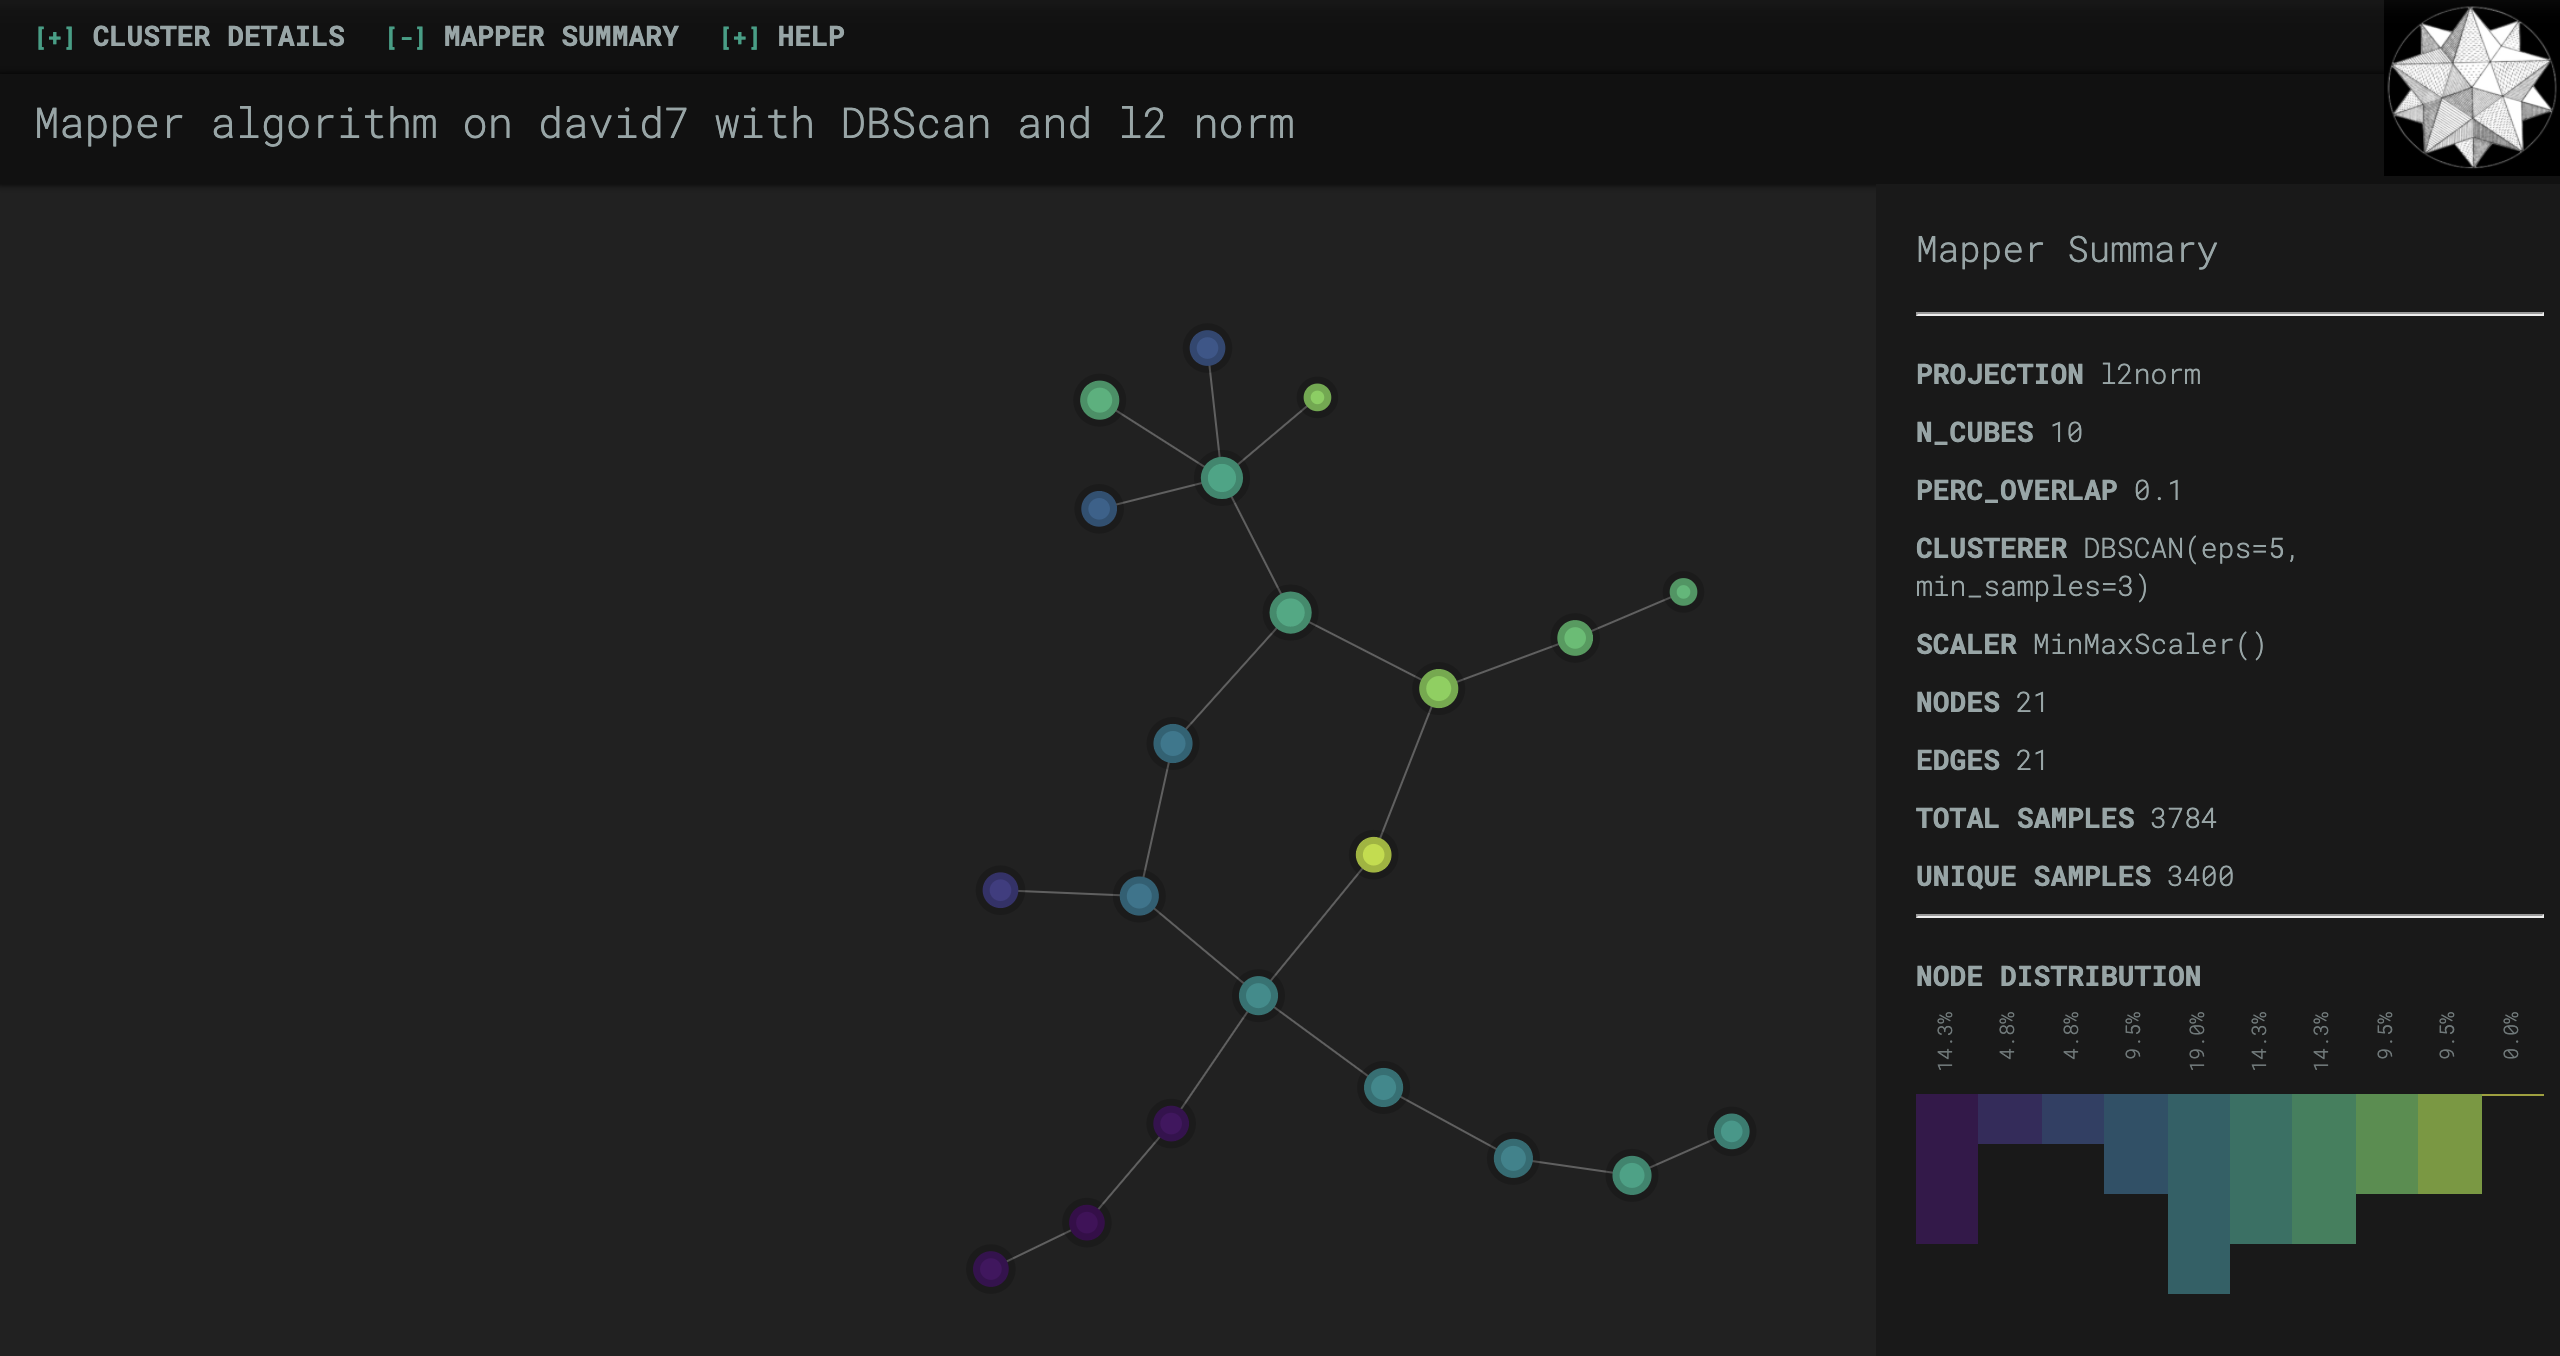 [+] CLUSTER DETAILS [-] MAPPER SUMMARY [+] HELP
Mapper algorithm on david7 with DBScan and l2 norm
Mapper Summary
PROJECTION l2norm
N_CUBES 10
PERC_OVERLAP 0.1
CLUSTERER DBSCAN(eps=5,
min_samples=3)
SCALER MinMaxScaler()
NODES 21
EDGES 21
TOTAL SAMPLES 3784
UNIQUE SAMPLES 3400
NODE DISTRIBUTION
14.3% 4.8% 4.8% 9.5% 19.0% 14.3% 14.3% 9.5% 9.5% 0.0%